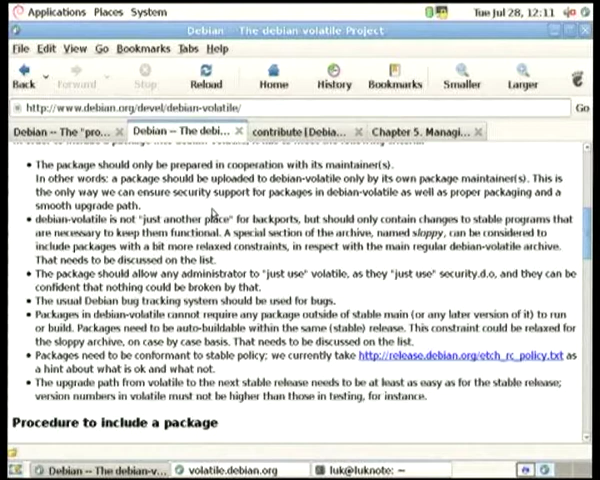 Applications Places System
Tue Jul 28, 12:11
Debian -- The debian-volatile Project
File Edit View Go Bookmarks Tabs Help
Back Forward Stop Reload Home History Bookmarks Smaller Larger
http://www.debian.org/devel/debian-volatile/ Go
Debian -- The "pro... Debian -- The debi... contribute [Debia... Chapter 5. Managi...
• The package should only be prepared in cooperation with its maintainer(s).
In other words: a package should be uploaded to debian-volatile only by its own package maintainer(s). This is
the only way we can ensure security support for packages in debian-volatile as well as proper packaging and a
smooth upgrade path.
• debian-volatile is not "just another place" for backports, but should only contain changes to stable programs that
are necessary to keep them functional. A special section of the archive, named sloppy, can be considered to
include packages with a bit more relaxed constraints, in respect with the main regular debian-volatile archive.
That needs to be discussed on the list.
• The package should allow any administrator to "just use" volatile, as they "just use" security.d.o, and they can be
confident that nothing could be broken by that.
• The usual Debian bug tracking system should be used for bugs.
• Packages in debian-volatile cannot require any package outside of stable main (or any later version of it) to run
or build. Packages need to be auto-buildable within the same (stable) release. This constraint could be relaxed for
the sloppy archive, on case by case basis. That needs to be discussed on the list.
• Packages need to be conformant to stable policy; we currently take http://release.debian.org/etch_rc_policy.txt as
a hint about what is ok and what not.
• The upgrade path from volatile to the next stable release needs to be at least as easy as for the stable release;
version numbers in volatile must not be higher than those in testing, for instance.
Procedure to include a package
Debian -- The debian-v... volatile.debian.org luk@luknote: ~